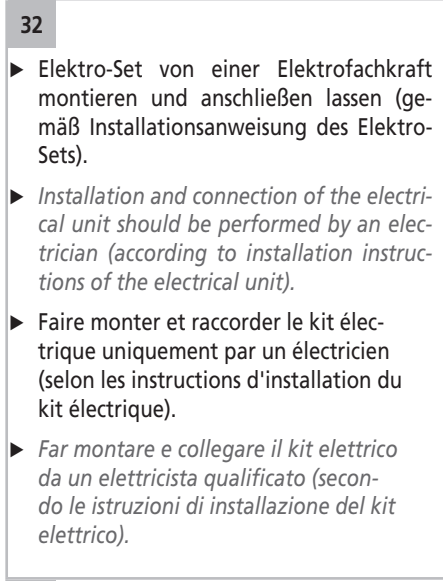 32
▶ Elektro-Set von einer Elektrofachkraft
montieren und anschließen lassen (ge-
mäß Installationsanweisung des Elektro-
Sets).
▶ Installation and connection of the electri-
cal unit should be performed by an elec-
trician (according to installation instruc-
tions of the electrical unit).
▶ Faire monter et raccorder le kit élec-
trique uniquement par un électricien
(selon les instructions d'installation du
kit électrique).
▶ Far montare e collegare il kit elettrico
da un elettricista qualificato (secon-
do le istruzioni di installazione del kit
elettrico).